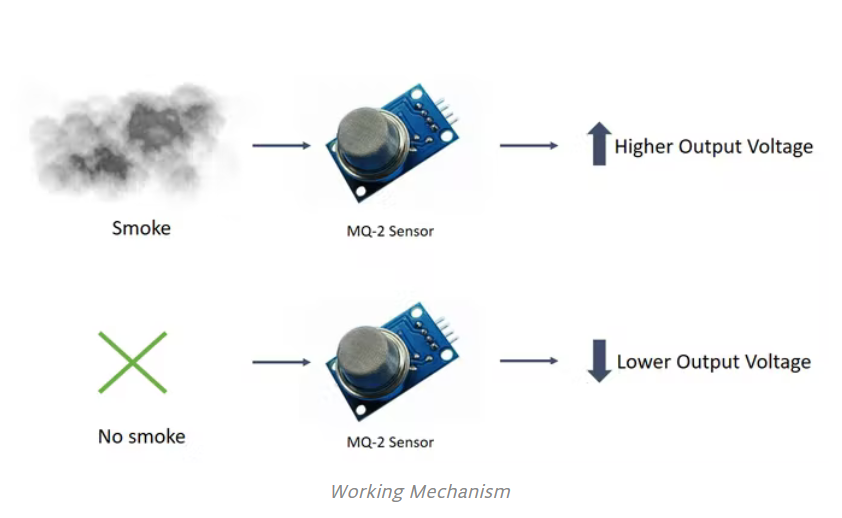 Higher Output Voltage
Smoke
MQ-2 Sensor
Lower Output Voltage
No smoke
MQ-2 Sensor
Working Mechanism